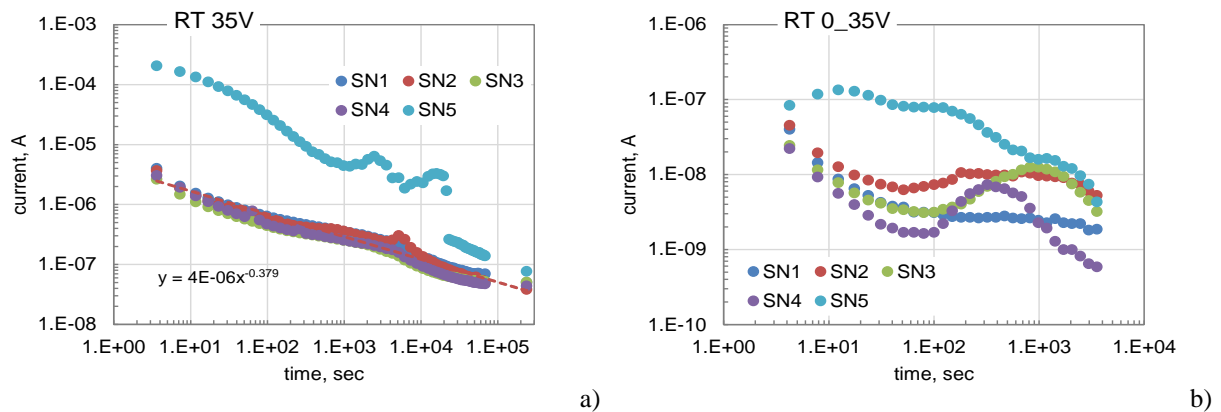 RT 35V
1.E-03
1.E-04
1.E-05
1.E-06
1.E-07
1.E-08
current, A
SN1 SN2 SN3
SN4 SN5
y = 4E-06x-0.379
1.E+00 1.E+01 1.E+02 1.E+03 1.E+04 1.E+05
time, sec
a)
RT 0_35V
1.E-06
1.E-07
1.E-08
1.E-09
1.E-10
current, A
SN1 SN2 SN3
SN4 SN5
1.E+00 1.E+01 1.E+02 1.E+03 1.E+04
time, sec
b)